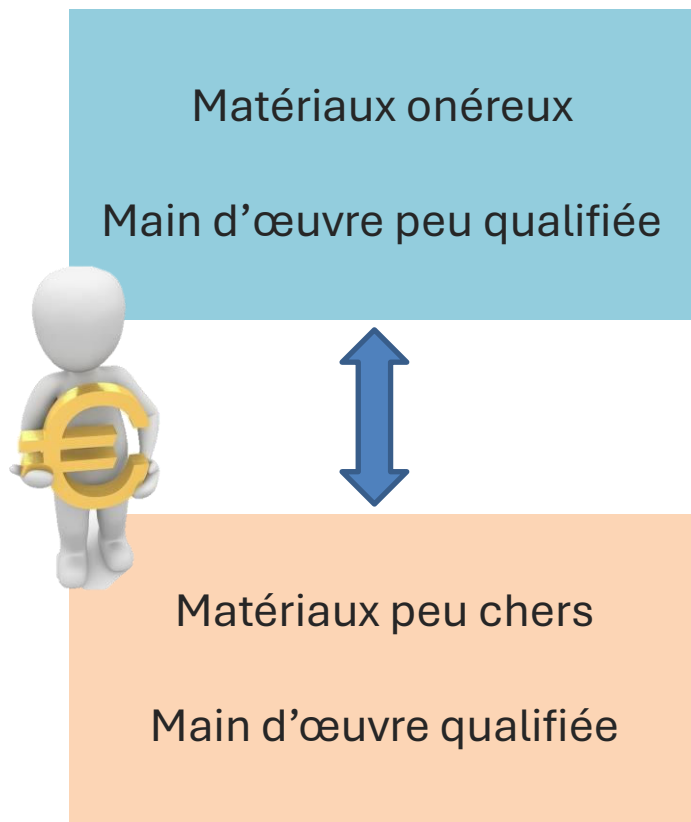 Matériaux onéreux
Main d’œuvre peu qualifiée
Matériaux peu chers
Main d’œuvre qualifiée